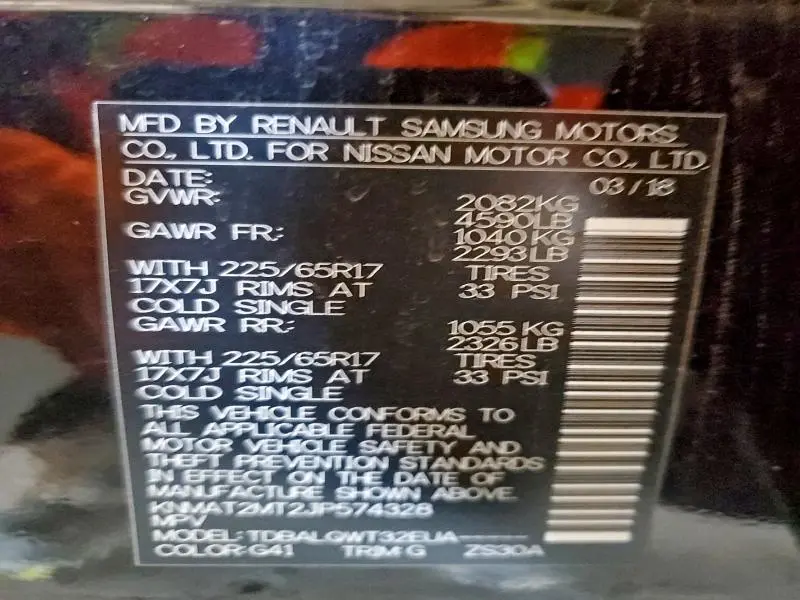 MFD BY RENAULT SAMSUNG MOTORS
CO., LTD. FOR NISSAN MOTOR CO., LTD
DATE: 03/18
GVWR: 2082KG
4590LB
GAWR FR: 1040KG
2293LB
WITH 225/65R17 TIRES
17X7J RIMS AT 33 PSI
COLD SINGLE
GAWR RR: 1055KG
2326LB
WITH 225/65R17 TIRES
17X7J RIMS AT 33 PSI
COLD SINGLE
THIS VEHICLE CONFORMS TO
ALL APPLICABLE FEDERAL
MOTOR VEHICLE SAFETY AND
THEFT PREVENTION STANDARDS
IN EFFECT ON THE DATE OF
MANUFACTURE SHOWN ABOVE.
KNMAT2MT2JP574328
MPV
MODEL: TDBALQWT32EUA------
COLOR: G41 TRIM: G ZS30A